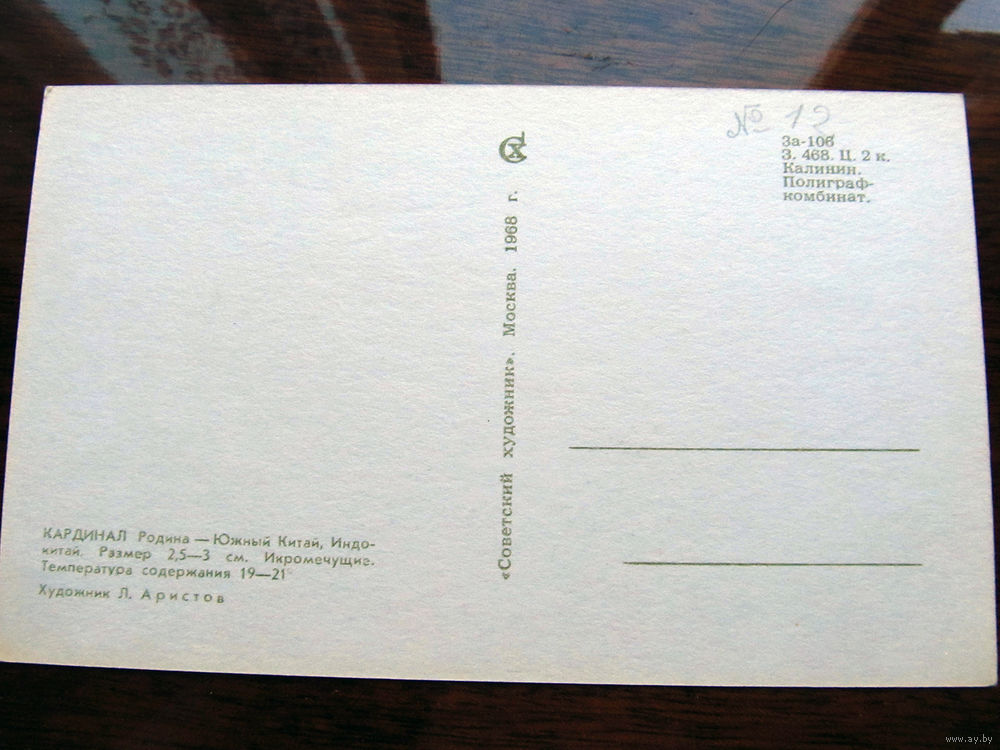 № 12
За-106
З. 468. Ц. 2 к.
Калинин.
Полиграф-
комбинат.
«Советский художник». Москва. 1968 г.
КАРДИНАЛ Родина — Южный Китай, Индо-
китай. Размер 2,5—3 см. Икромечущие.
Температура содержания 19—21°
Художник Л. Аристов
www.ay.by